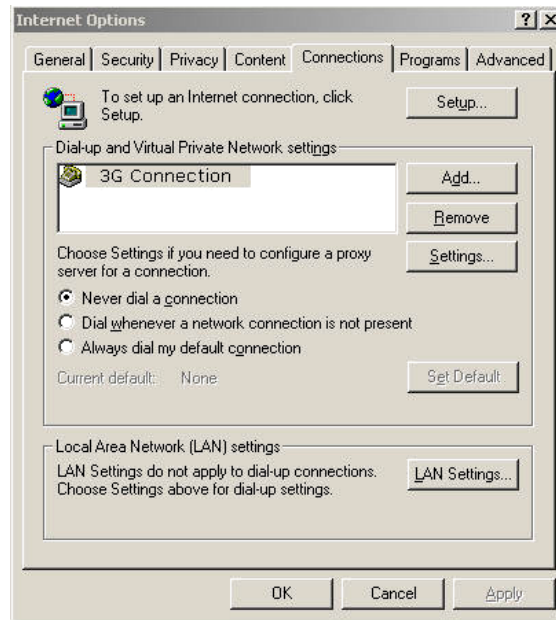 Internet Options
General Security Privacy Content Connections Programs Advanced
To set up an Internet connection, click
Setup.
Setup...
Dial-up and Virtual Private Network settings
3G Connection
Add...
Remove
Choose Settings if you need to configure a proxy
server for a connection.
Settings...
Never dial a connection
Dial whenever a network connection is not present
Always dial my default connection
Current default: None
Set Default
Local Area Network (LAN) settings
LAN Settings do not apply to dial-up connections.
Choose Settings above for dial-up settings.
LAN Settings...
OK Cancel Apply